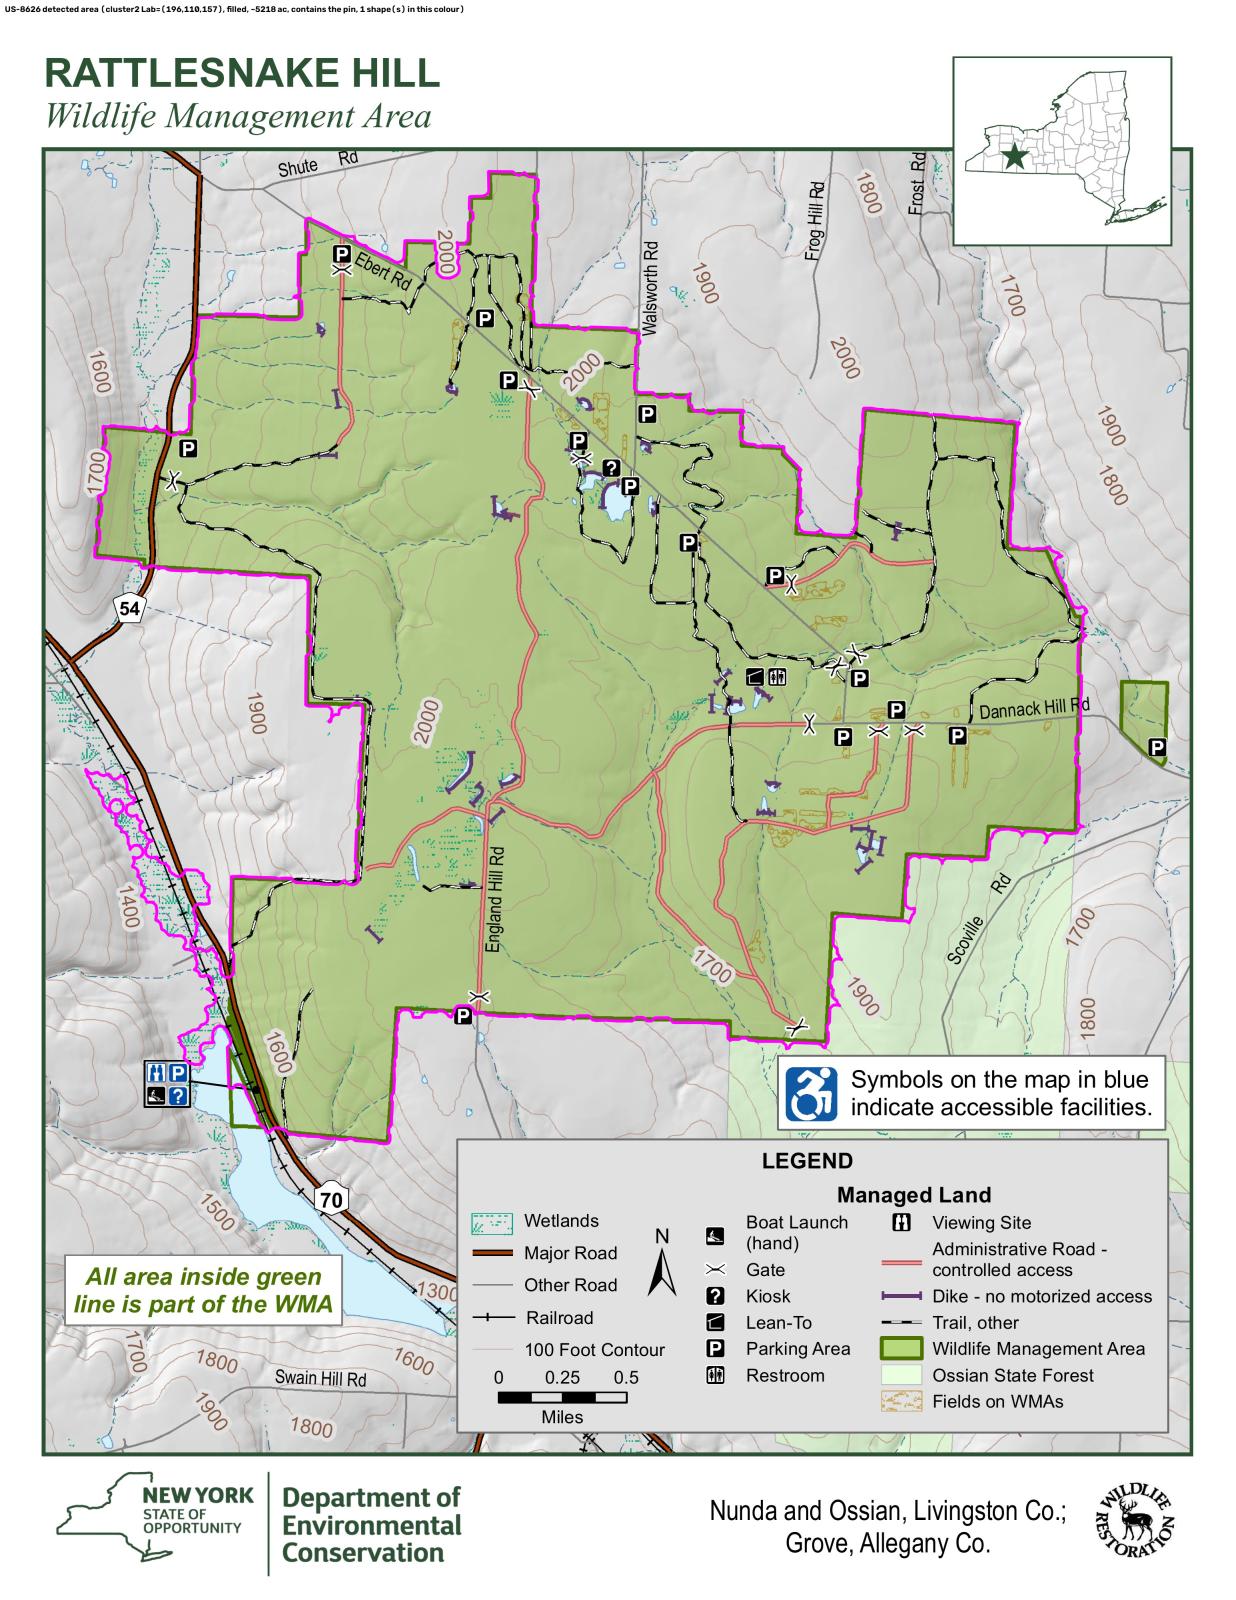 US-8626 detected area (cluster2 Lab=(196,110,157), filled, ~5218 ac, contains the pin, 1 shape(s) in this colour)
RATTLESNAKE HILL
Wildlife Management Area
Shute Rd
Ebert Rd
2000
Walsworth Rd
Frog Hill Rd
Frost Rd
1800
1900
1700
2000
1600
1700
2000
1900
1800
54
1900
2000
Dannack Hill Rd
England Hill Rd
1400
1700
1900
Scoville Rd
1700
1800
1600
P
?
Symbols on the map in blue
indicate accessible facilities.
70
1500
1300
All area inside green
line is part of the WMA
1700
1800
1600
Swain Hill Rd
1900
1800
LEGEND
Managed Land
Wetlands
Major Road
Other Road
Railroad
100 Foot Contour
N
0 0.25 0.5
Miles
Boat Launch
(hand)
Gate
Kiosk
Lean-To
Parking Area
Restroom
Viewing Site
Administrative Road -
controlled access
Dike - no motorized access
Trail, other
Wildlife Management Area
Ossian State Forest
Fields on WMAs
NEW YORK
STATE OF
OPPORTUNITY
Department of
Environmental
Conservation
Nunda and Ossian, Livingston Co.;
Grove, Allegany Co.
WILDLIFE
RESTORATION